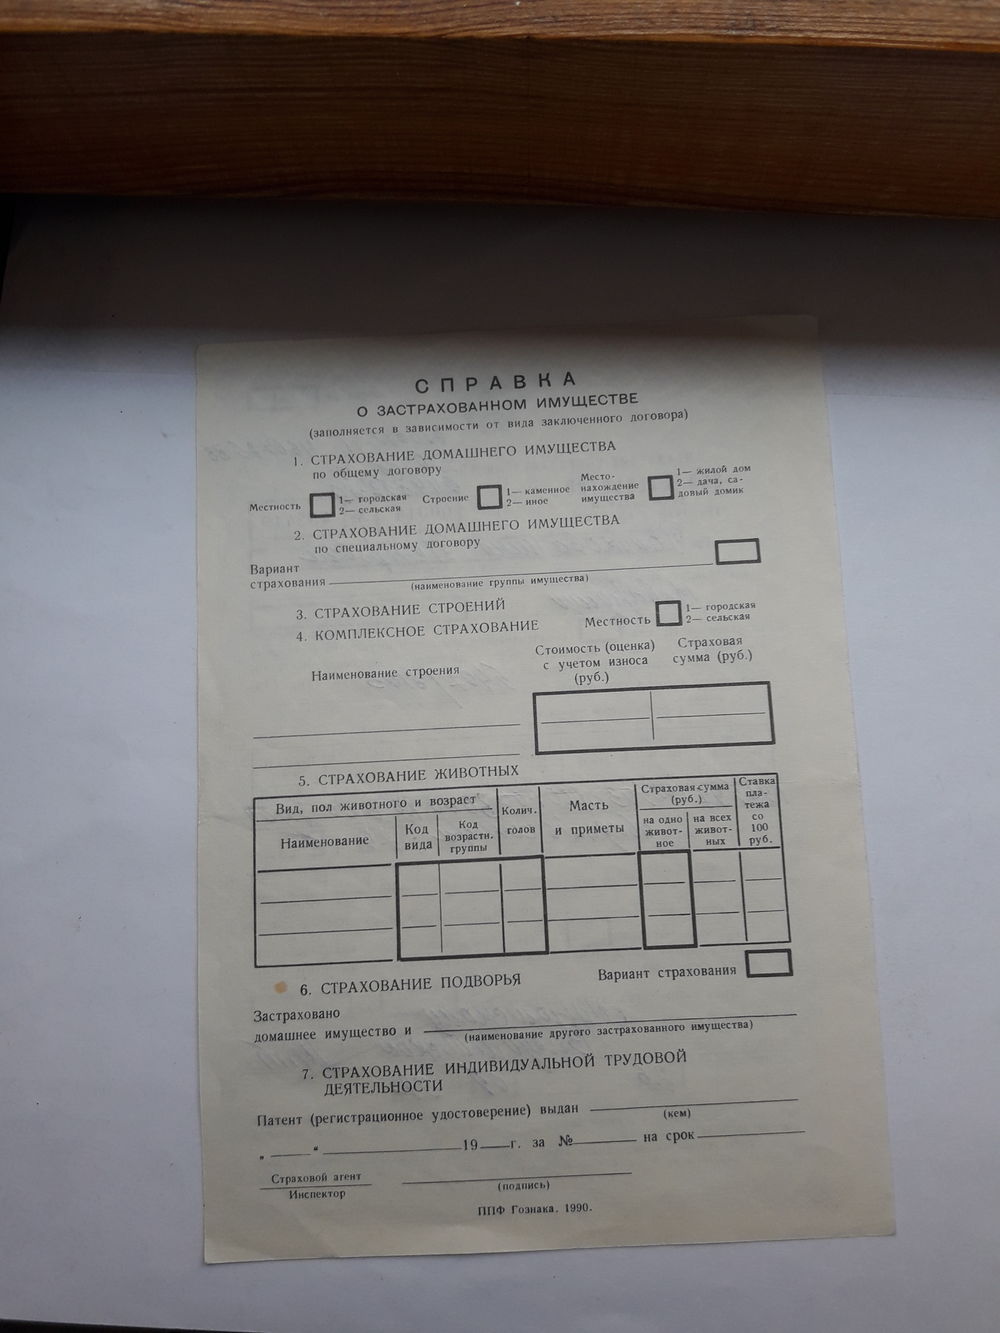 СПРАВКА
О ЗАСТРАХОВАННОМ ИМУЩЕСТВЕ
(заполняется в зависимости от вида заключенного договора)
1. СТРАХОВАНИЕ ДОМАШНЕГО ИМУЩЕСТВА
по общему договору
Местность
1— городская
2— сельская
Строение
1— каменное
2— иное
Место-
нахождение
имущества
1— жилой дом
2— дача, са-
довый домик
2. СТРАХОВАНИЕ ДОМАШНЕГО ИМУЩЕСТВА
по специальному договору
Вариант
страхования
(наименование группы имущества)
3. СТРАХОВАНИЕ СТРОЕНИЙ
4. КОМПЛЕКСНОЕ СТРАХОВАНИЕ
Местность
1— городская
2— сельская
Наименование строения
Стоимость (оценка)
с учетом износа
(руб.)
Страховая
сумма (руб.)
5. СТРАХОВАНИЕ ЖИВОТНЫХ
Вид, пол животного и возраст
Наименование
Код
вида
Код
возрастн.
группы
Колич.
голов
Масть
и приметы
Страховая сумма
(руб.)
на одно
живот-
ное
на всех
живот-
ных
Ставка
пла-
тежа
со
100
руб.
6. СТРАХОВАНИЕ ПОДВОРЬЯ
Вариант страхования
Застраховано
домашнее имущество и
(наименование другого застрахованного имущества)
7. СТРАХОВАНИЕ ИНДИВИДУАЛЬНОЙ ТРУДОВОЙ
ДЕЯТЕЛЬНОСТИ
Патент (регистрационное удостоверение) выдан
(кем)
„ “ 19 г. за № на срок
Страховой агент
Инспектор
(подпись)
ППФ Гознака. 1990.